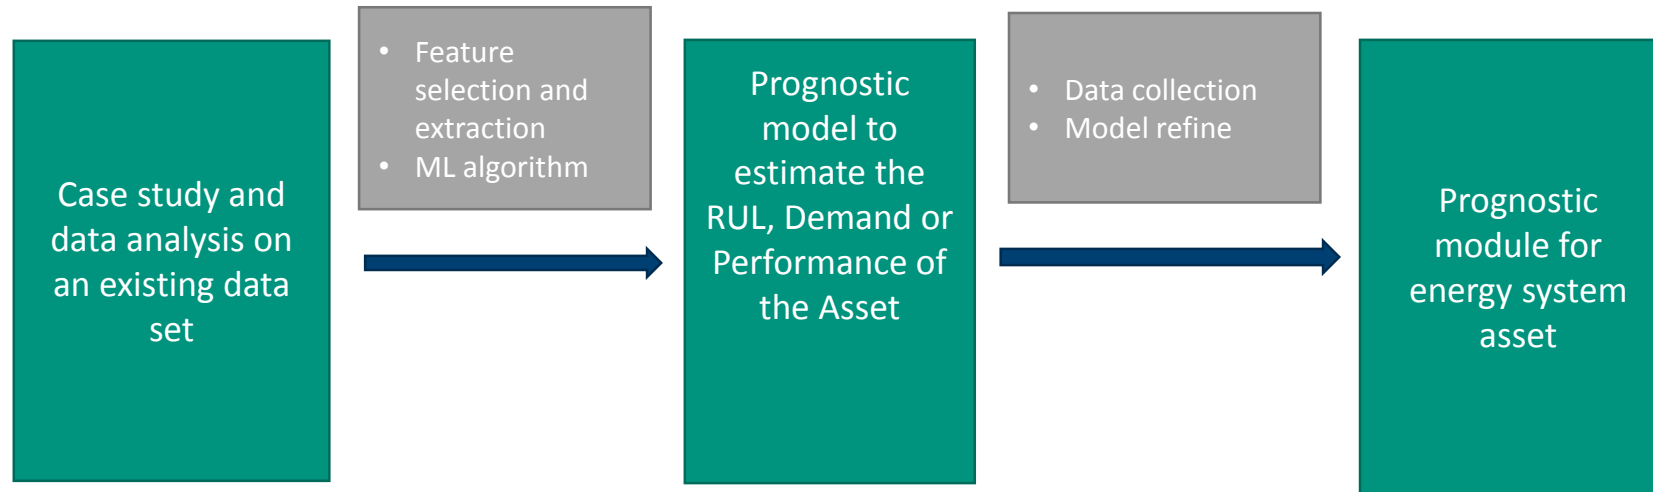 Case study and
data analysis on
an existing data
set
• Feature
selection and
extraction
• ML algorithm
Prognostic
model to
estimate the
RUL, Demand or
Performance of
the Asset
• Data collection
• Model refine
Prognostic
module for
energy system
asset